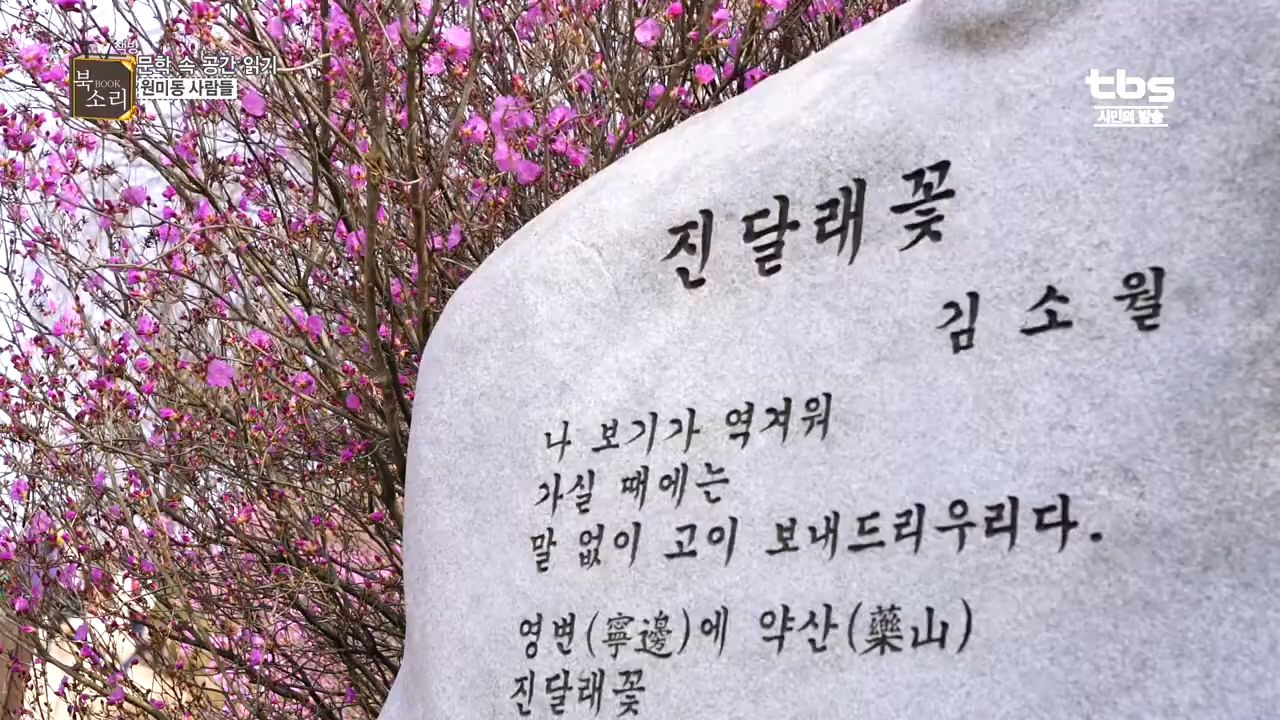 책방
북
BOOK
소리
문학 속 공간 읽기
원미동 사람들
tbs
시민의 방송
진달래꽃
김소월
나 보기가 역겨워
가실 때에는
말 없이 고이 보내드리우리다.
영변(寧邊)에 약산(藥山)
진달래꽃